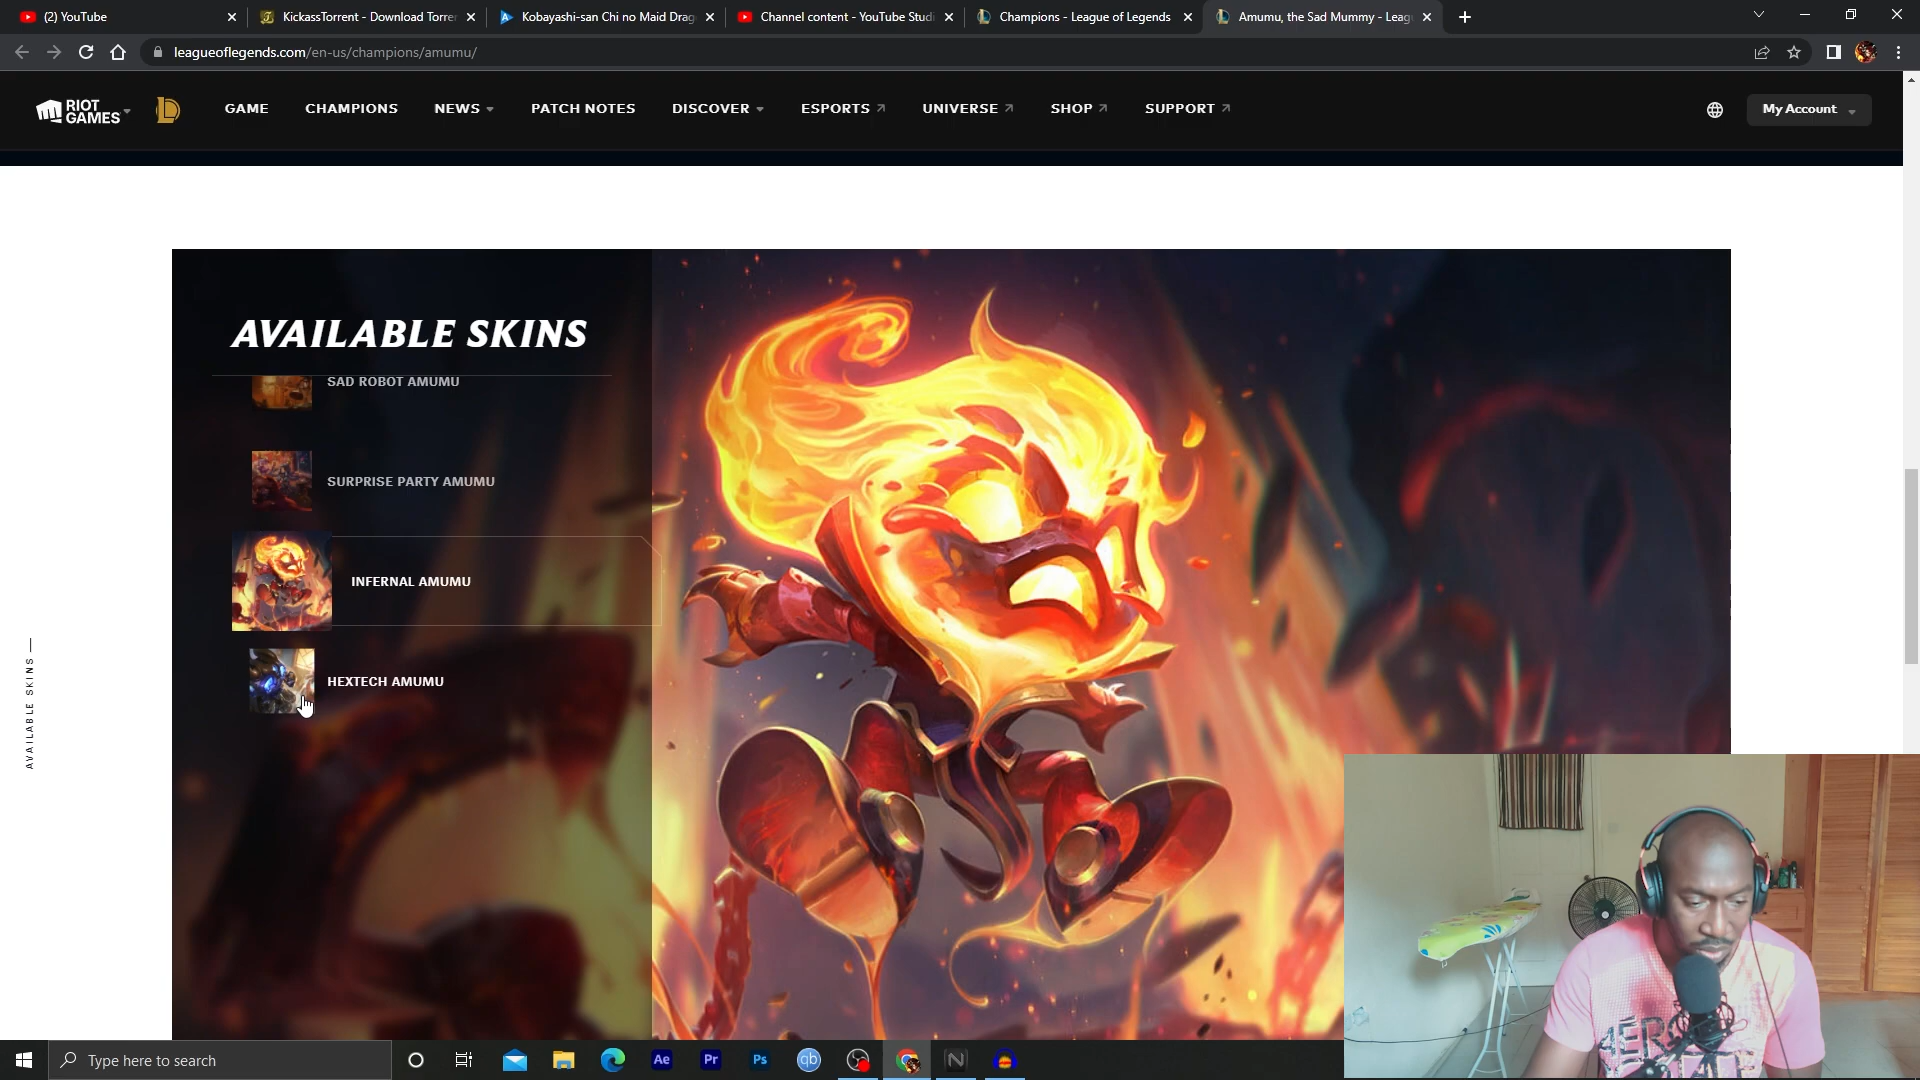 (2) YouTube
KickassTorrent - Download Torren
Kobayashi-san Chi no Maid Drag
Channel content - YouTube Studi
Champions - League of Legends
Amumu, the Sad Mummy - Leagu
leagueoflegends.com/en-us/champions/amumu/
RIOT GAMES
GAME
CHAMPIONS
NEWS
PATCH NOTES
DISCOVER
ESPORTS
UNIVERSE
SHOP
SUPPORT
My Account
AVAILABLE SKINS
SAD ROBOT AMUMU
SURPRISE PARTY AMUMU
INFERNAL AMUMU
HEXTECH AMUMU
AVAILABLE SKINS
Type here to search
Ae
Pr
Ps
qb
N